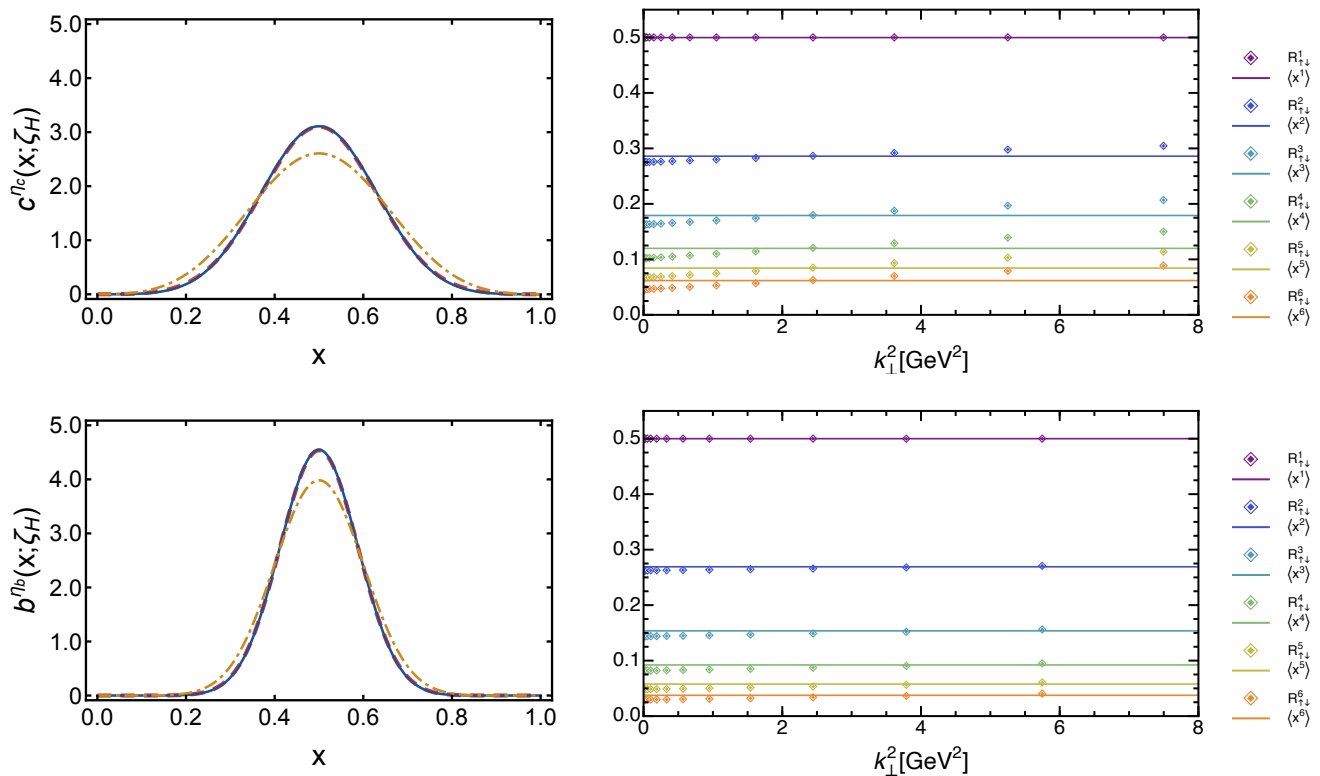 5.0
4.0
3.0
2.0
1.0
0
c^{η_c}(x;ζ_H)
0.0 0.2 0.4 0.6 0.8 1.0
x
0.5
0.3
0.2
0.1
0.0
0 2 4 6 8
k_⊥^2[GeV^2]
R^1_{↑↓}
⟨x^1⟩
R^2_{↑↓}
⟨x^2⟩
R^3_{↑↓}
⟨x^3⟩
R^4_{↑↓}
⟨x^4⟩
R^5_{↑↓}
⟨x^5⟩
R^6_{↑↓}
⟨x^6⟩
5.0
4.0
3.0
2.0
1.0
0
b^{η_b}(x;ζ_H)
0.0 0.2 0.4 0.6 0.8 1.0
x
0.5
0.3
0.2
0.1
0.0
0 2 4 6 8
k_⊥^2[GeV^2]
R^1_{↑↓}
⟨x^1⟩
R^2_{↑↓}
⟨x^2⟩
R^3_{↑↓}
⟨x^3⟩
R^4_{↑↓}
⟨x^4⟩
R^5_{↑↓}
⟨x^5⟩
R^6_{↑↓}
⟨x^6⟩